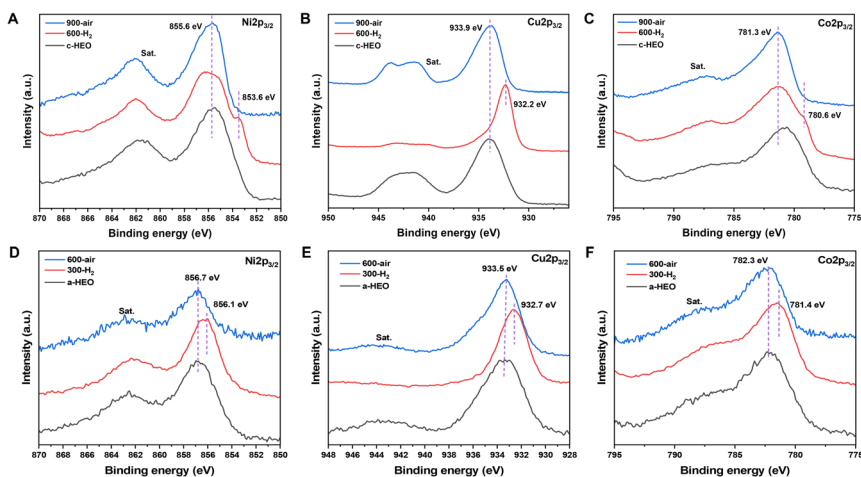 A
Ni2p3/2
900-air
600-H2
c-HEO
855.6 eV
Sat.
853.6 eV
Intensity (a.u.)
870 868 866 864 862 860 858 856 854 852 850
Binding energy (eV)
B
Cu2p3/2
900-air
600-H2
c-HEO
933.9 eV
Sat.
932.2 eV
Intensity (a.u.)
950 945 940 935 930
Binding energy (eV)
C
Co2p3/2
900-air
600-H2
c-HEO
781.3 eV
Sat.
780.6 eV
Intensity (a.u.)
795 790 785 780 775
Binding energy (eV)
D
Ni2p3/2
600-air
300-H2
a-HEO
856.7 eV
856.1 eV
Sat.
Intensity (a.u.)
870 868 866 864 862 860 858 856 854 852 850
Binding energy (eV)
E
Cu2p3/2
600-air
300-H2
a-HEO
933.5 eV
932.7 eV
Sat.
Intensity (a.u.)
948 946 944 942 940 938 936 934 932 930 928
Binding energy (eV)
F
Co2p3/2
600-air
300-H2
a-HEO
782.3 eV
781.4 eV
Sat.
Intensity (a.u.)
795 790 785 780 775
Binding energy (eV)